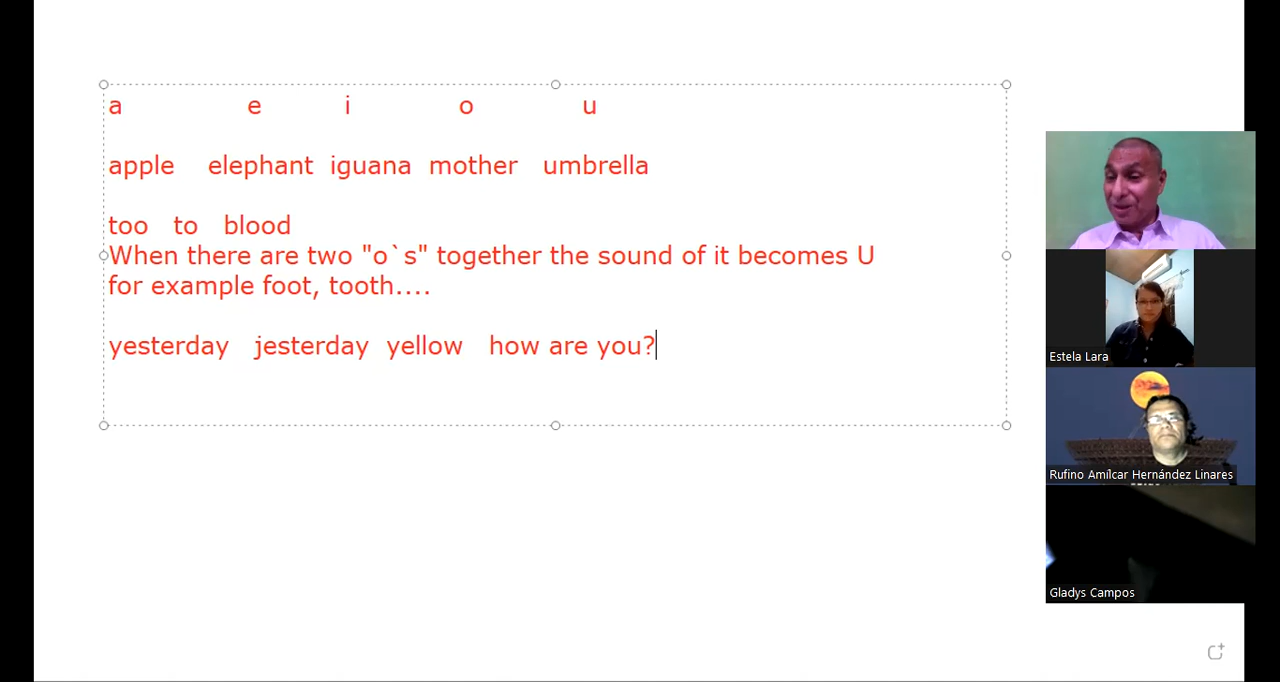 a e i o u
apple elephant iguana mother umbrella
too to blood
When there are two "o`s" together the sound of it becomes U
for example foot, tooth....
yesterday jesterday yellow how are you?
Estela Lara
Rufino Amílcar Hernández Linares
Gladys Campos